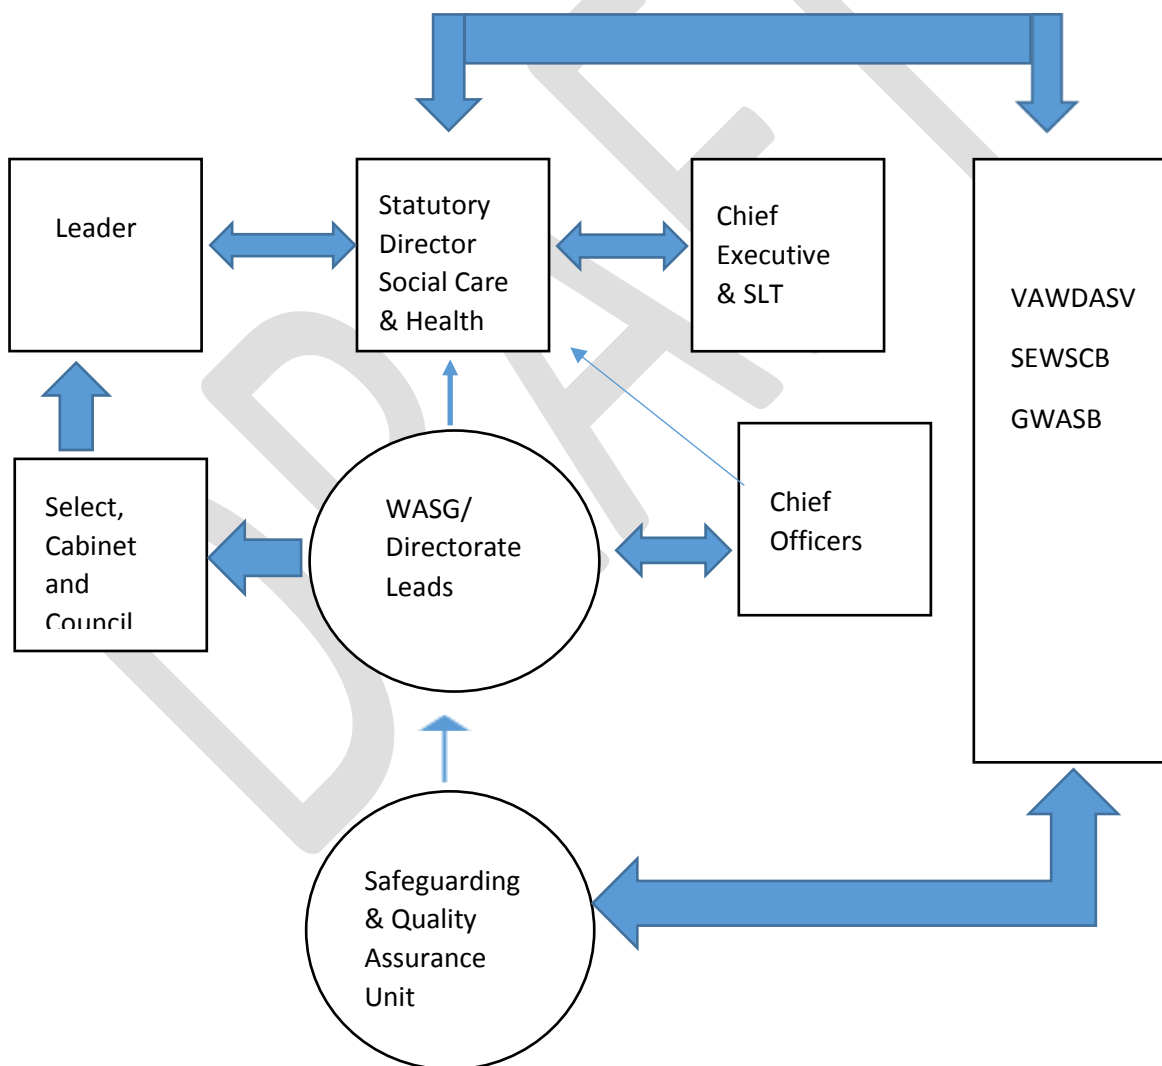 DRAFT
Leader
Statutory
Director
Social Care
& Health
Chief
Executive
& SLT
VAWDASV
SEWSCB
GWASB
Select,
Cabinet
and
Council
WASG/
Directorate
Leads
Chief
Officers
Safeguarding
& Quality
Assurance
Unit